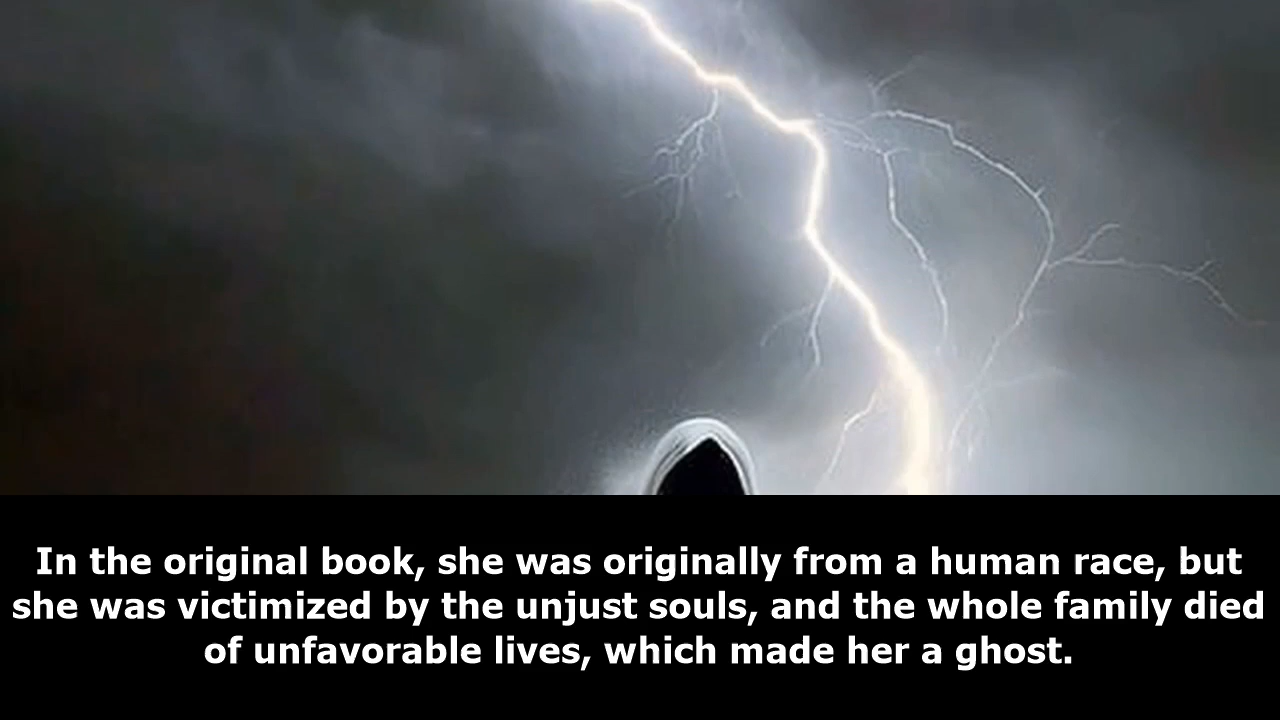 In the original book, she was originally from a human race, but
she was victimized by the unjust souls, and the whole family died
of unfavorable lives, which made her a ghost.